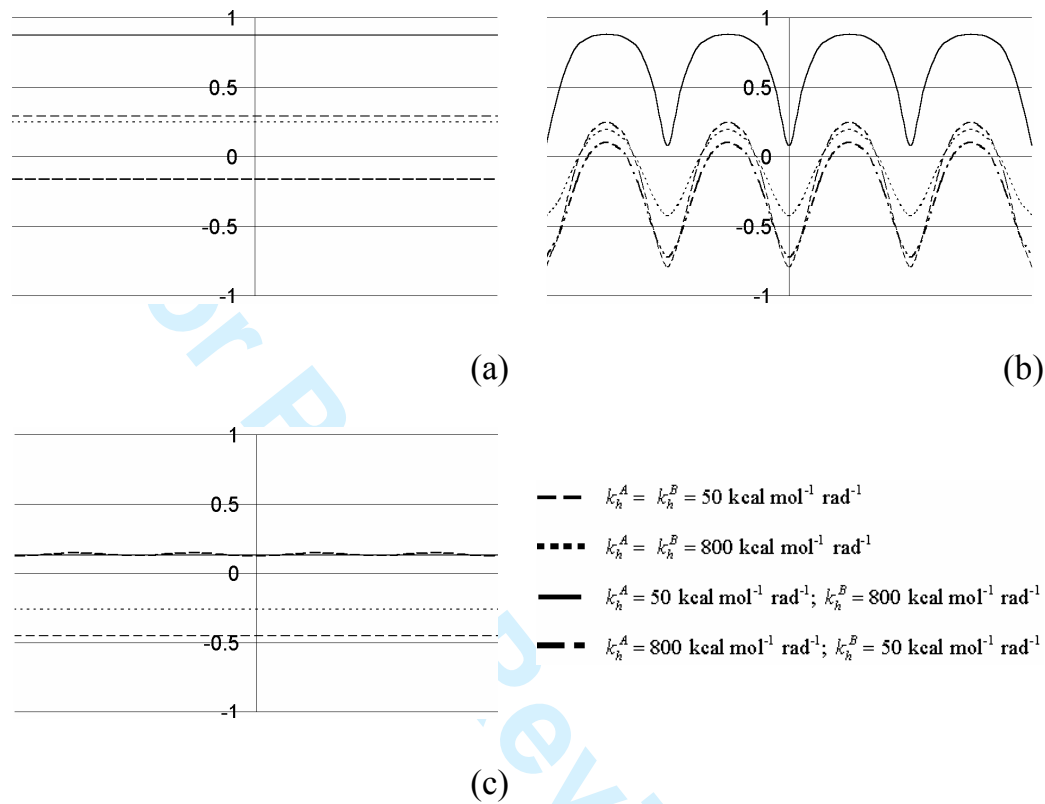 1
0.5
0
-0.5
-1
(a)
1
0.5
0
-0.5
-1
(b)
1
0.5
0
-0.5
-1
(c)
k_h^A = k_h^B = 50 kcal mol^-1 rad^-1
k_h^A = k_h^B = 800 kcal mol^-1 rad^-1
k_h^A = 50 kcal mol^-1 rad^-1; k_h^B = 800 kcal mol^-1 rad^-1
k_h^A = 800 kcal mol^-1 rad^-1; k_h^B = 50 kcal mol^-1 rad^-1